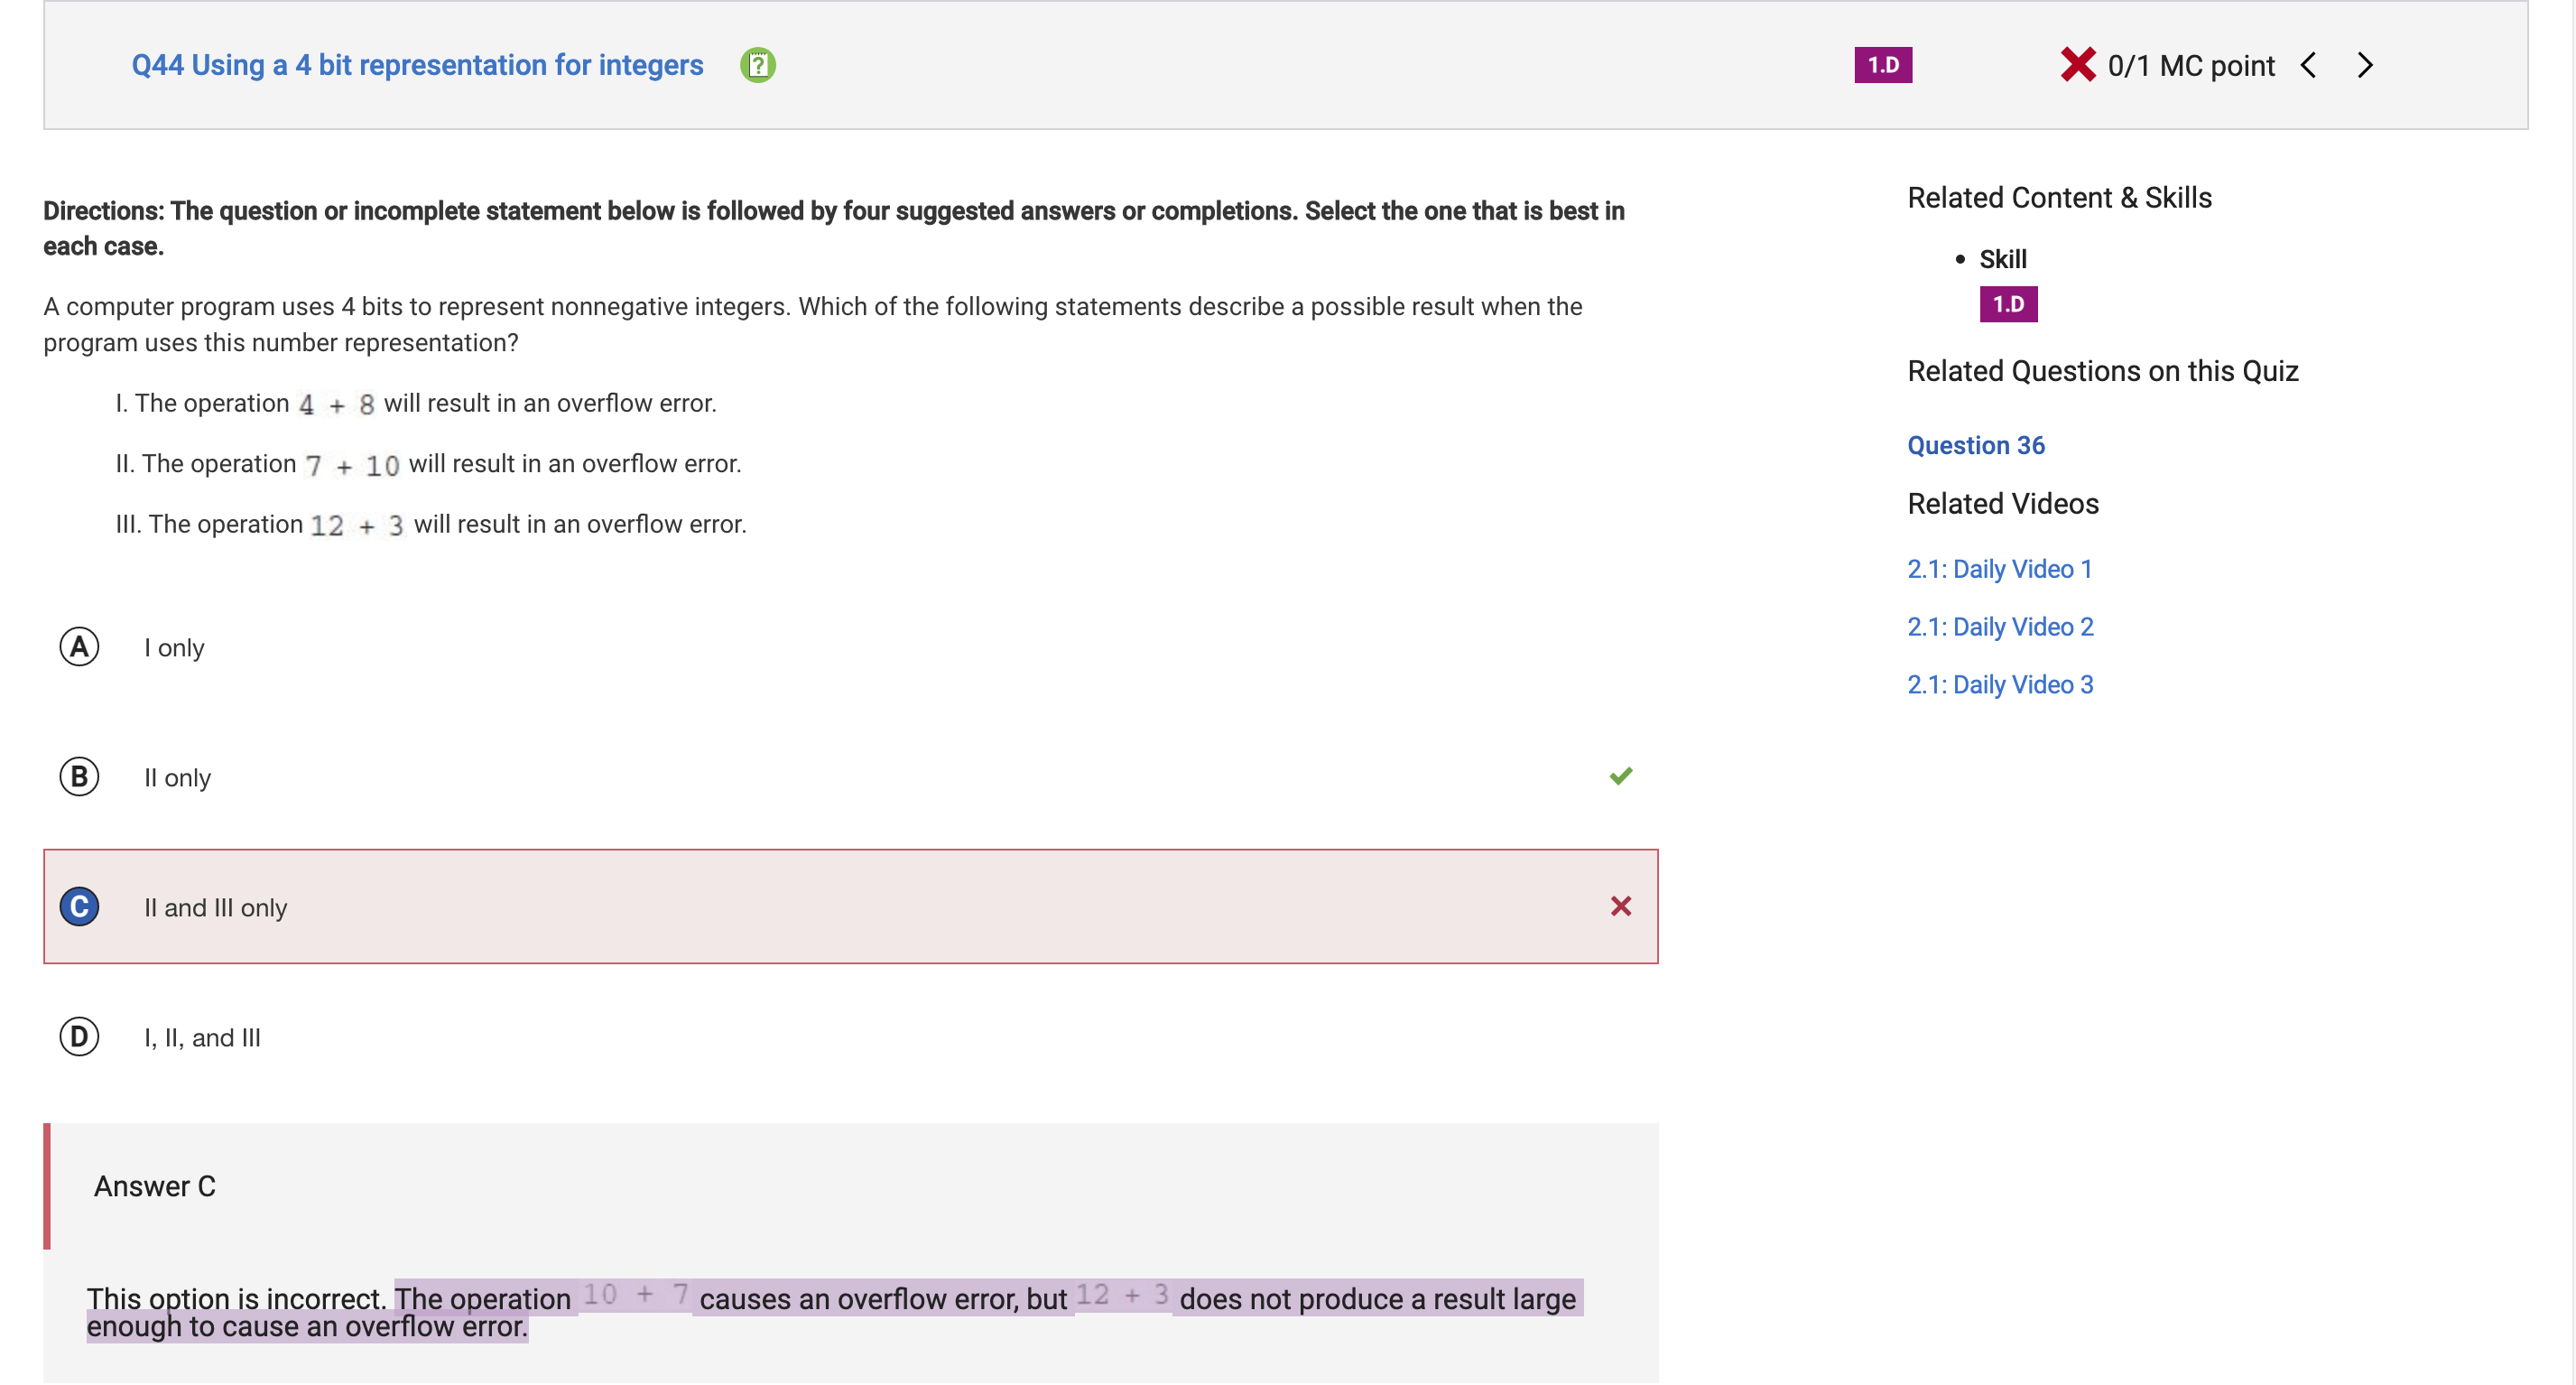 Q44 Using a 4 bit representation for integers
1.D
0/1 MC point
Directions: The question or incomplete statement below is followed by four suggested answers or completions. Select the one that is best in
each case.
A computer program uses 4 bits to represent nonnegative integers. Which of the following statements describe a possible result when the
program uses this number representation?
I. The operation 4 + 8 will result in an overflow error.
II. The operation 7 + 10 will result in an overflow error.
III. The operation 12 + 3 will result in an overflow error.
A I only
B II only
C II and III only
D I, II, and III
Answer C
This option is incorrect. The operation 10 + 7 causes an overflow error, but 12 + 3 does not produce a result large
enough to cause an overflow error.
Related Content & Skills
• Skill
1.D
Related Questions on this Quiz
Question 36
Related Videos
2.1: Daily Video 1
2.1: Daily Video 2
2.1: Daily Video 3